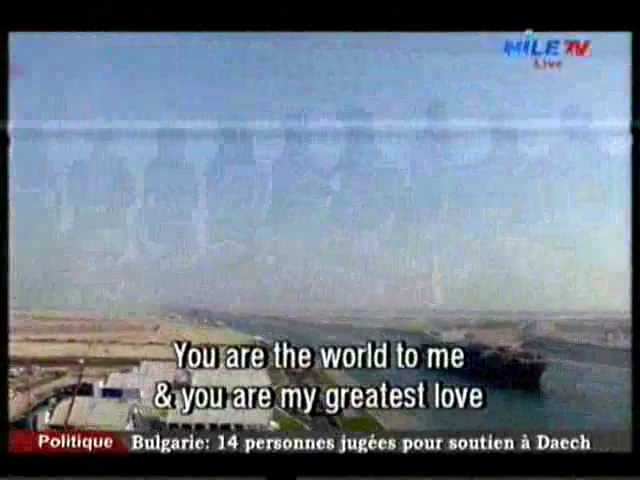 NILE TV
Live
You are the world to me
& you are my greatest love
Politique Bulgarie: 14 personnes jugées pour soutien à Daech